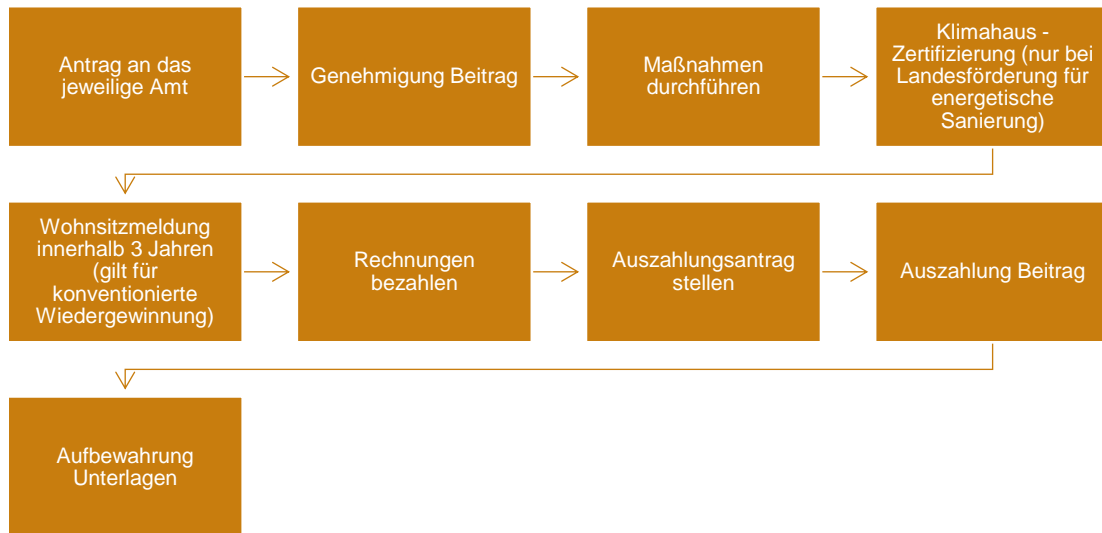 Antrag an das
jeweilige Amt
Genehmigung Beitrag
Maßnahmen
durchführen
Klimahaus -
Zertifizierung (nur bei
Landesförderung für
energetische
Sanierung)
Wohnsitzmeldung
innerhalb 3 Jahren
(gilt für
konventionierte
Wiedergewinnung)
Rechnungen
bezahlen
Auszahlungsantrag
stellen
Auszahlung Beitrag
Aufbewahrung
Unterlagen